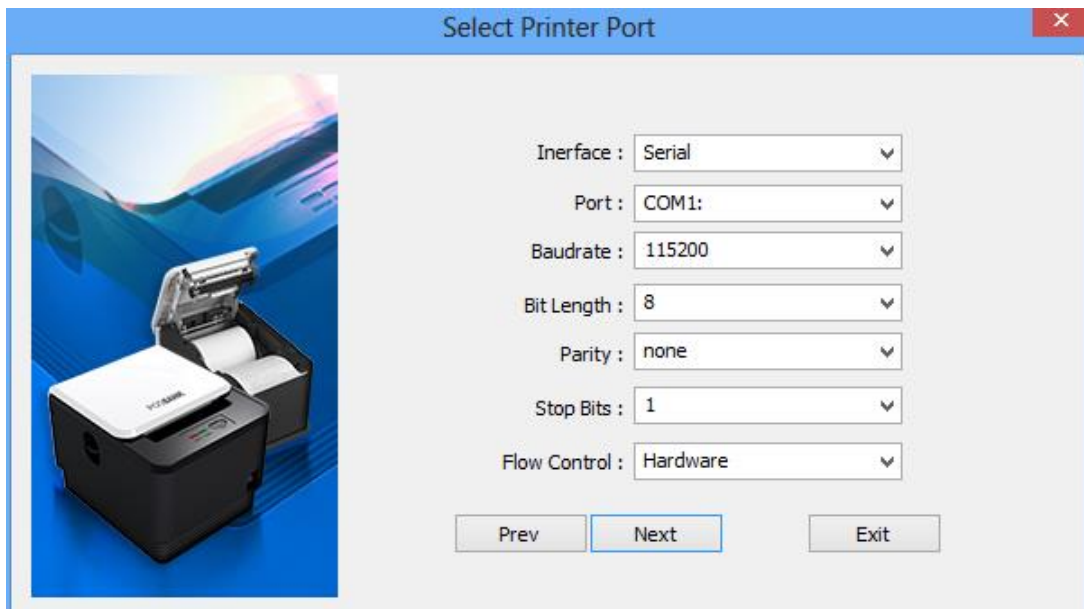 Select Printer Port
Inerface : Serial
Port : COM1:
Baudrate : 115200
Bit Length : 8
Parity : none
Stop Bits : 1
Flow Control : Hardware
POSBANK
Prev Next Exit